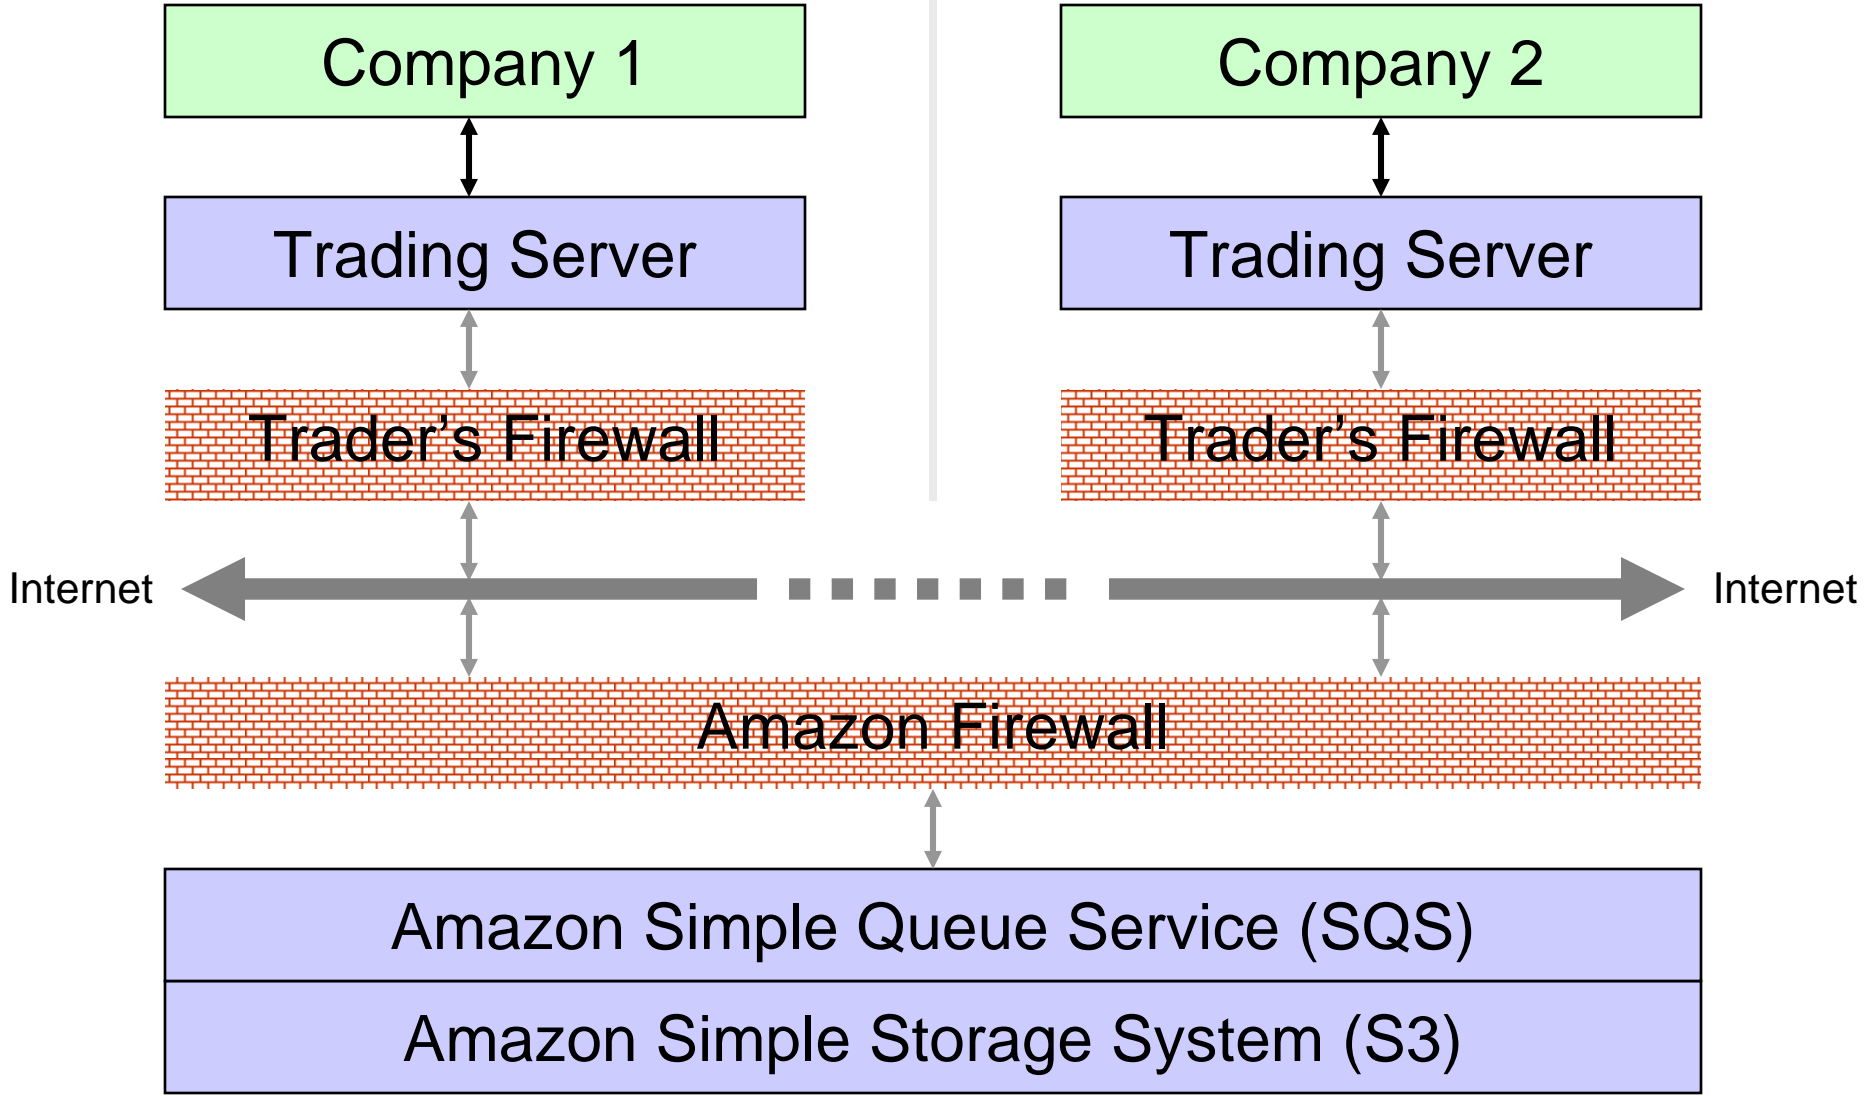 Company 1
Company 2
Trading Server
Trading Server
Trader’s Firewall
Trader’s Firewall
Internet
Internet
Amazon Firewall
Amazon Simple Queue Service (SQS)
Amazon Simple Storage System (S3)